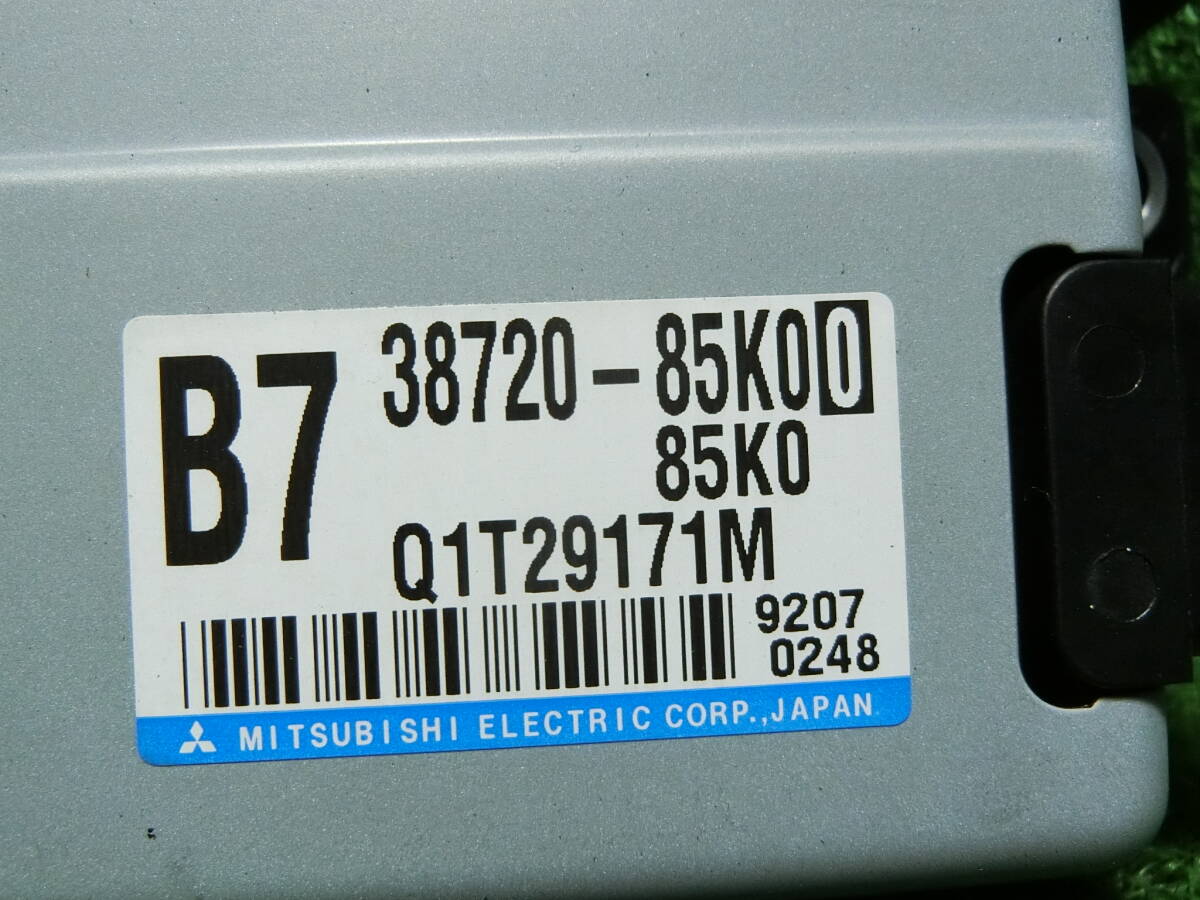 B7
38720-85K00
85K0
Q1T29171M
9207
0248
MITSUBISHI ELECTRIC CORP.,JAPAN